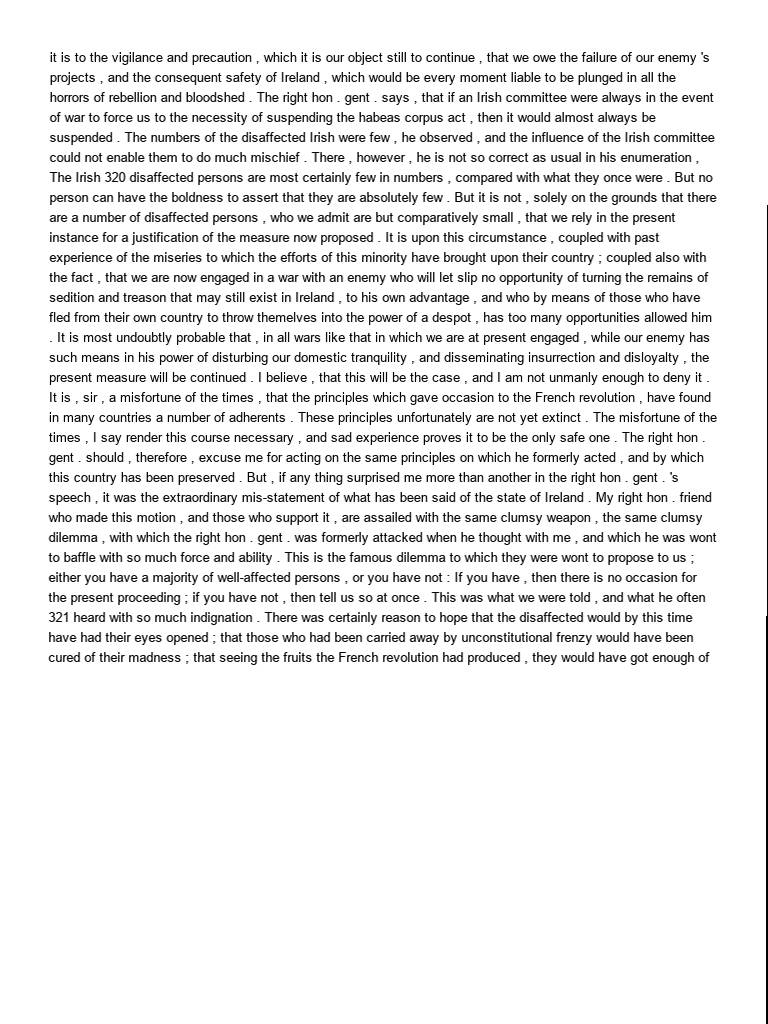 it is to the vigilance and precaution , which it is our object still to continue , that we owe the failure of our enemy 's
projects , and the consequent safety of Ireland , which would be every moment liable to be plunged in all the
horrors of rebellion and bloodshed . The right hon . gent . says , that if an Irish committee were always in the event
of war to force us to the necessity of suspending the habeas corpus act , then it would almost always be
suspended . The numbers of the disaffected Irish were few , he observed , and the influence of the Irish committee
could not enable them to do much mischief . There , however , he is not so correct as usual in his enumeration ,
The Irish 320 disaffected persons are most certainly few in numbers , compared with what they once were . But no
person can have the boldness to assert that they are absolutely few . But it is not , solely on the grounds that there
are a number of disaffected persons , who we admit are but comparatively small , that we rely in the present
instance for a justification of the measure now proposed . It is upon this circumstance , coupled with past
experience of the miseries to which the efforts of this minority have brought upon their country ; coupled also with
the fact , that we are now engaged in a war with an enemy who will let slip no opportunity of turning the remains of
sedition and treason that may still exist in Ireland , to his own advantage , and who by means of those who have
fled from their own country to throw themelves into the power of a despot , has too many opportunities allowed him
. It is most undoubtly probable that , in all wars like that in which we are at present engaged , while our enemy has
such means in his power of disturbing our domestic tranquility , and disseminating insurrection and disloyalty , the
present measure will be continued . I believe , that this will be the case , and I am not unmanly enough to deny it .
It is , sir , a misfortune of the times , that the principles which gave occasion to the French revolution , have found
in many countries a number of adherents . These principles unfortunately are not yet extinct . The misfortune of the
times , I say render this course necessary , and sad experience proves it to be the only safe one . The right hon .
gent . should , therefore , excuse me for acting on the same principles on which he formerly acted , and by which
this country has been preserved . But , if any thing surprised me more than another in the right hon . gent . 's
speech , it was the extraordinary mis-statement of what has been said of the state of Ireland . My right hon . friend
who made this motion , and those who support it , are assailed with the same clumsy weapon , the same clumsy
dilemma , with which the right hon . gent . was formerly attacked when he thought with me , and which he was wont
to baffle with so much force and ability . This is the famous dilemma to which they were wont to propose to us ;
either you have a majority of well-affected persons , or you have not : If you have , then there is no occasion for
the present proceeding ; if you have not , then tell us so at once . This was what we were told , and what he often
321 heard with so much indignation . There was certainly reason to hope that the disaffected would by this time
have had their eyes opened ; that those who had been carried away by unconstitutional frenzy would have been
cured of their madness ; that seeing the fruits the French revolution had produced , they would have got enough of